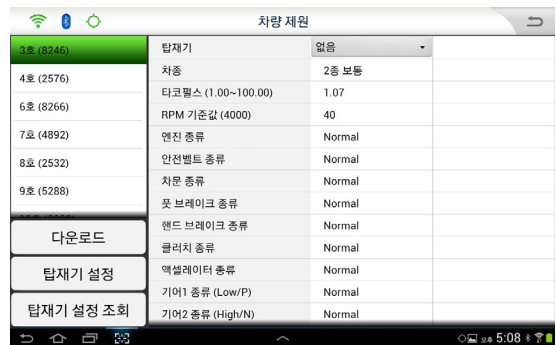 차량 제원
3호 (8246)
4호 (2576)
6호 (8266)
7호 (4892)
8호 (2532)
9호 (5288)
다운로드
탑재기 설정
탑재기 설정 조회
탑재기 없음
차종 2종 보통
타코펄스 (1.00~100.00) 1.07
RPM 기준값 (4000) 40
엔진 종류 Normal
안전벨트 종류 Normal
차문 종류 Normal
풋 브레이크 종류 Normal
핸드 브레이크 종류 Normal
클러치 종류 Normal
액셀레이터 종류 Normal
기어1 종류 (Low/P) Normal
기어2 종류 (High/N) Normal
오후 5:08